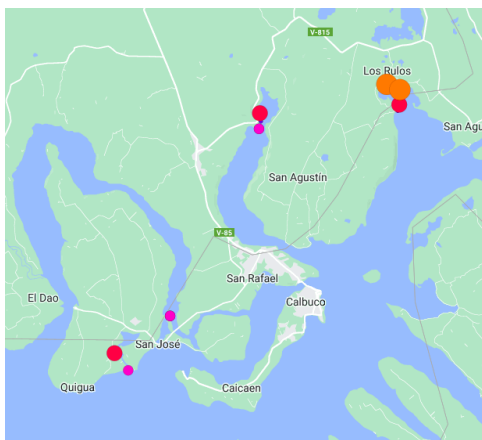 V-815
Los Rulos
San Agu
San Agustín
V-85
San Rafael
El Dao
Calbuco
San José
Quigua
Caicaen